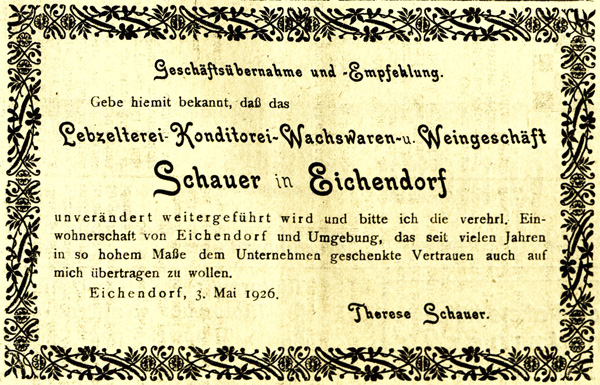 Geschäftsübernahme und -Empfehlung.
Gebe hiemit bekannt, daß das
Lebzelterei-Konditorei-Wachswaren-u. Weingeschäft
Schauer in Eichendorf
unverändert weitergeführt wird und bitte ich die verehrl. Ein-
wohnerschaft von Eichendorf und Umgebung, das seit vielen Jahren
in so hohem Maße dem Unternehmen geschenkte Vertrauen auch auf
mich übertragen zu wollen.
Eichendorf, 3. Mai 1926.
Therese Schauer.